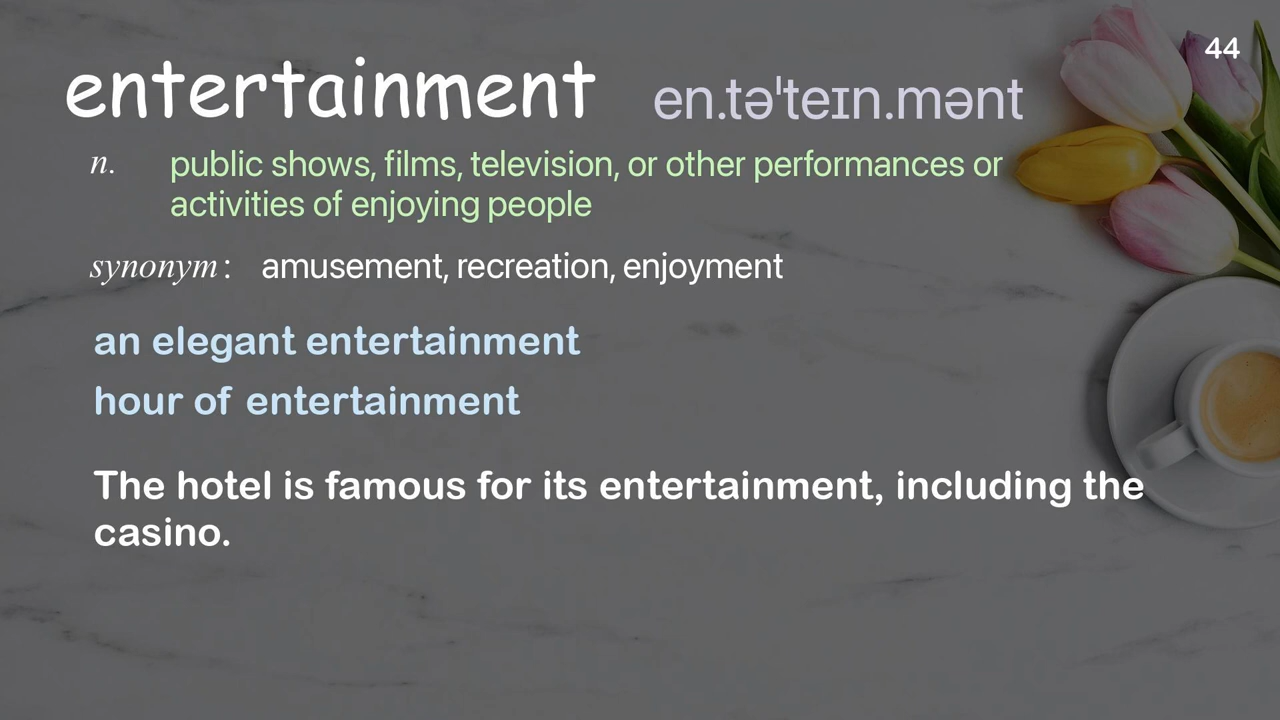 44
entertainment en.təˈteɪn.mənt
n. public shows, films, television, or other performances or
activities of enjoying people
synonym: amusement, recreation, enjoyment
an elegant entertainment
hour of entertainment
The hotel is famous for its entertainment, including the
casino.